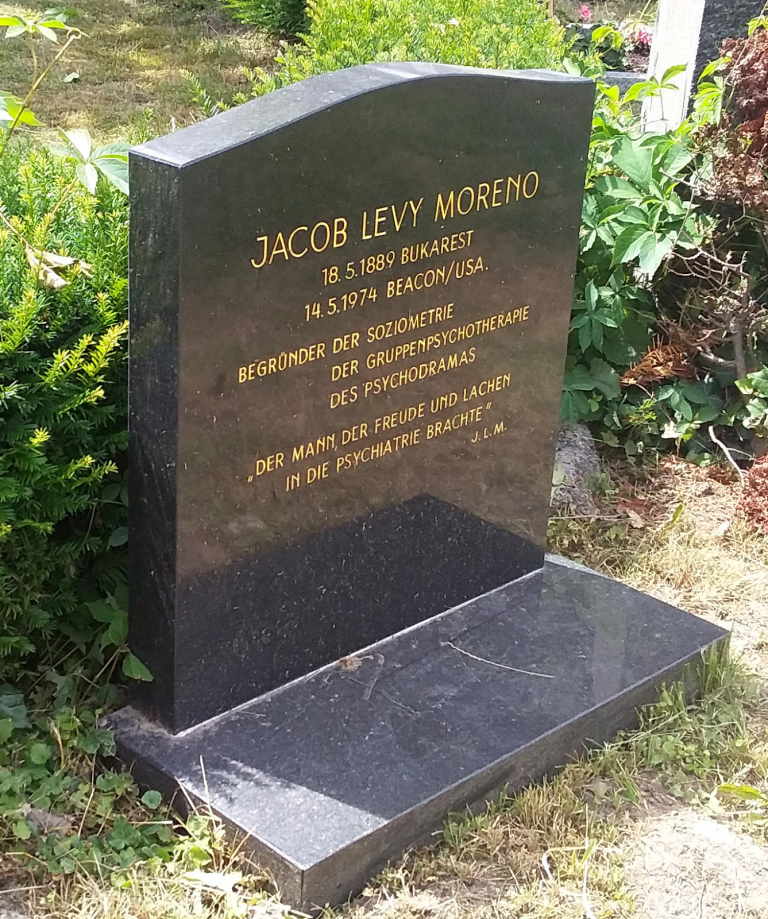 JACOB LEVY MORENO
18.5.1889 BUKAREST
14.5.1974 BEACON/USA.
BEGRÜNDER DER SOZIOMETRIE
DER GRUPPENPSYCHOTHERAPIE
DES PSYCHODRAMAS
„DER MANN, DER FREUDE UND LACHEN
IN DIE PSYCHIATRIE BRACHTE"
J.L.M.